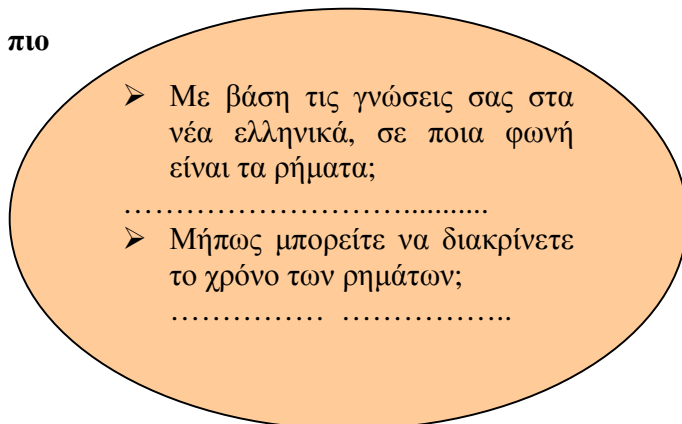 πιο
➢ Με βάση τις γνώσεις σας στα
νέα ελληνικά, σε ποια φωνή
είναι τα ρήματα;
………………………...........
➢ Μήπως μπορείτε να διακρίνετε
το χρόνο των ρημάτων;
…………… ……………..